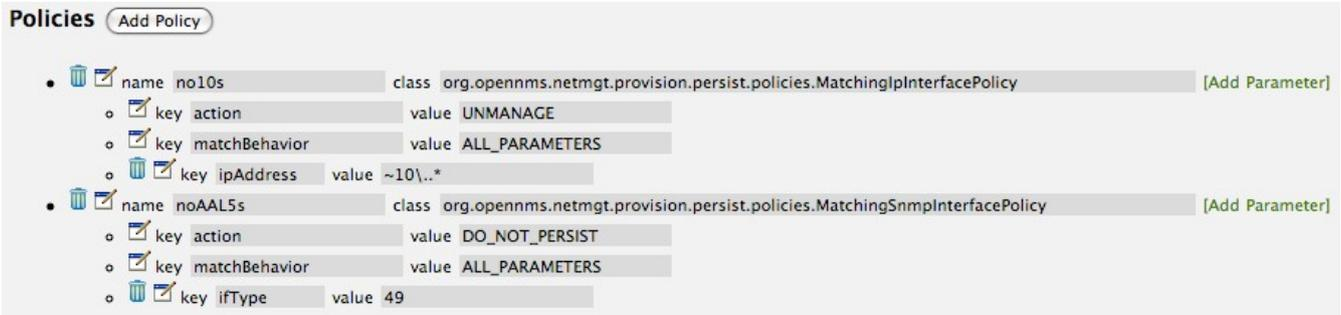 Policies Add Policy
name no10s class org.opennms.netmgt.provision.persist.policies.MatchingIpInterfacePolicy [Add Parameter]
key action value UNMANAGE
key matchBehavior value ALL_PARAMETERS
key ipAddress value ~10\..*
name noAAL5s class org.opennms.netmgt.provision.persist.policies.MatchingSnmpInterfacePolicy [Add Parameter]
key action value DO_NOT_PERSIST
key matchBehavior value ALL_PARAMETERS
key ifType value 49